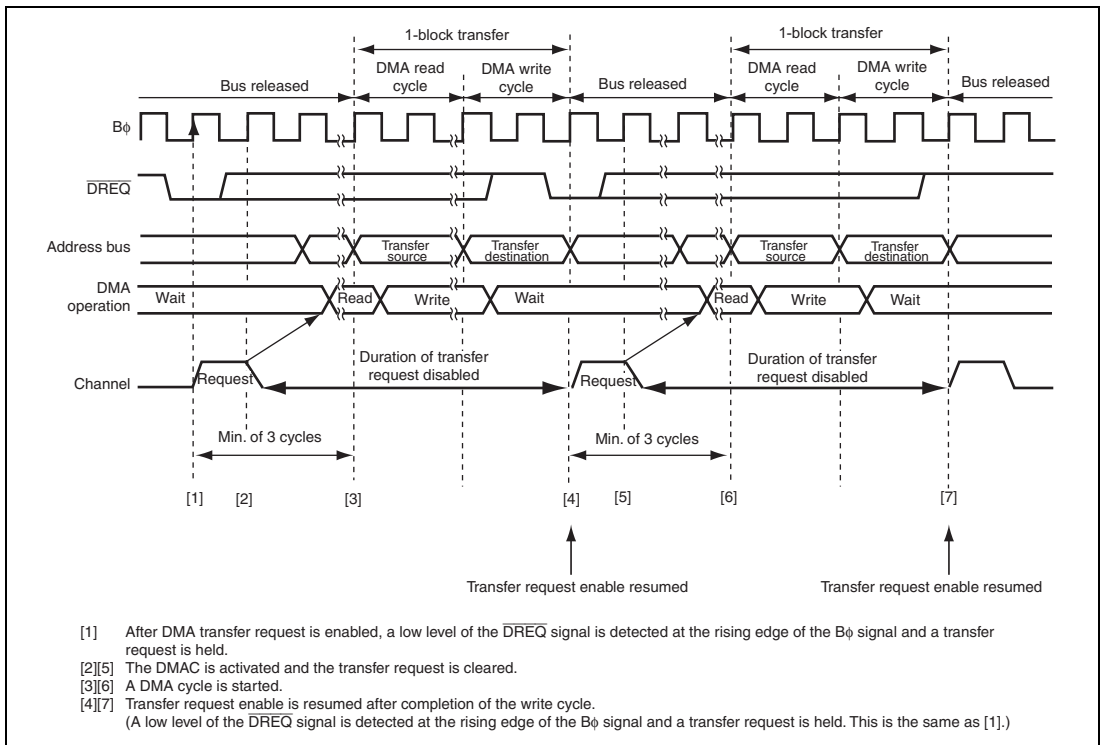 1-block transfer 1-block transfer
DMA read cycle DMA write cycle DMA read cycle DMA write cycle
Bus released Bus released Bus released
Bϕ
DREQ
Address bus Transfer source Transfer destination Transfer source Transfer destination
DMA operation Wait Read Write Wait Read Write Wait
Duration of transfer request disabled Duration of transfer request disabled
Channel Request Request
Min. of 3 cycles Min. of 3 cycles
[1] [2] [3] [4] [5] [6] [7]
Transfer request enable resumed Transfer request enable resumed
[1] After DMA transfer request is enabled, a low level of the DREQ signal is detected at the rising edge of the Bϕ signal and a transfer
request is held.
[2][5] The DMAC is activated and the transfer request is cleared.
[3][6] A DMA cycle is started.
[4][7] Transfer request enable is resumed after completion of the write cycle.
(A low level of the DREQ signal is detected at the rising edge of the Bϕ signal and a transfer request is held. This is the same as [1].)